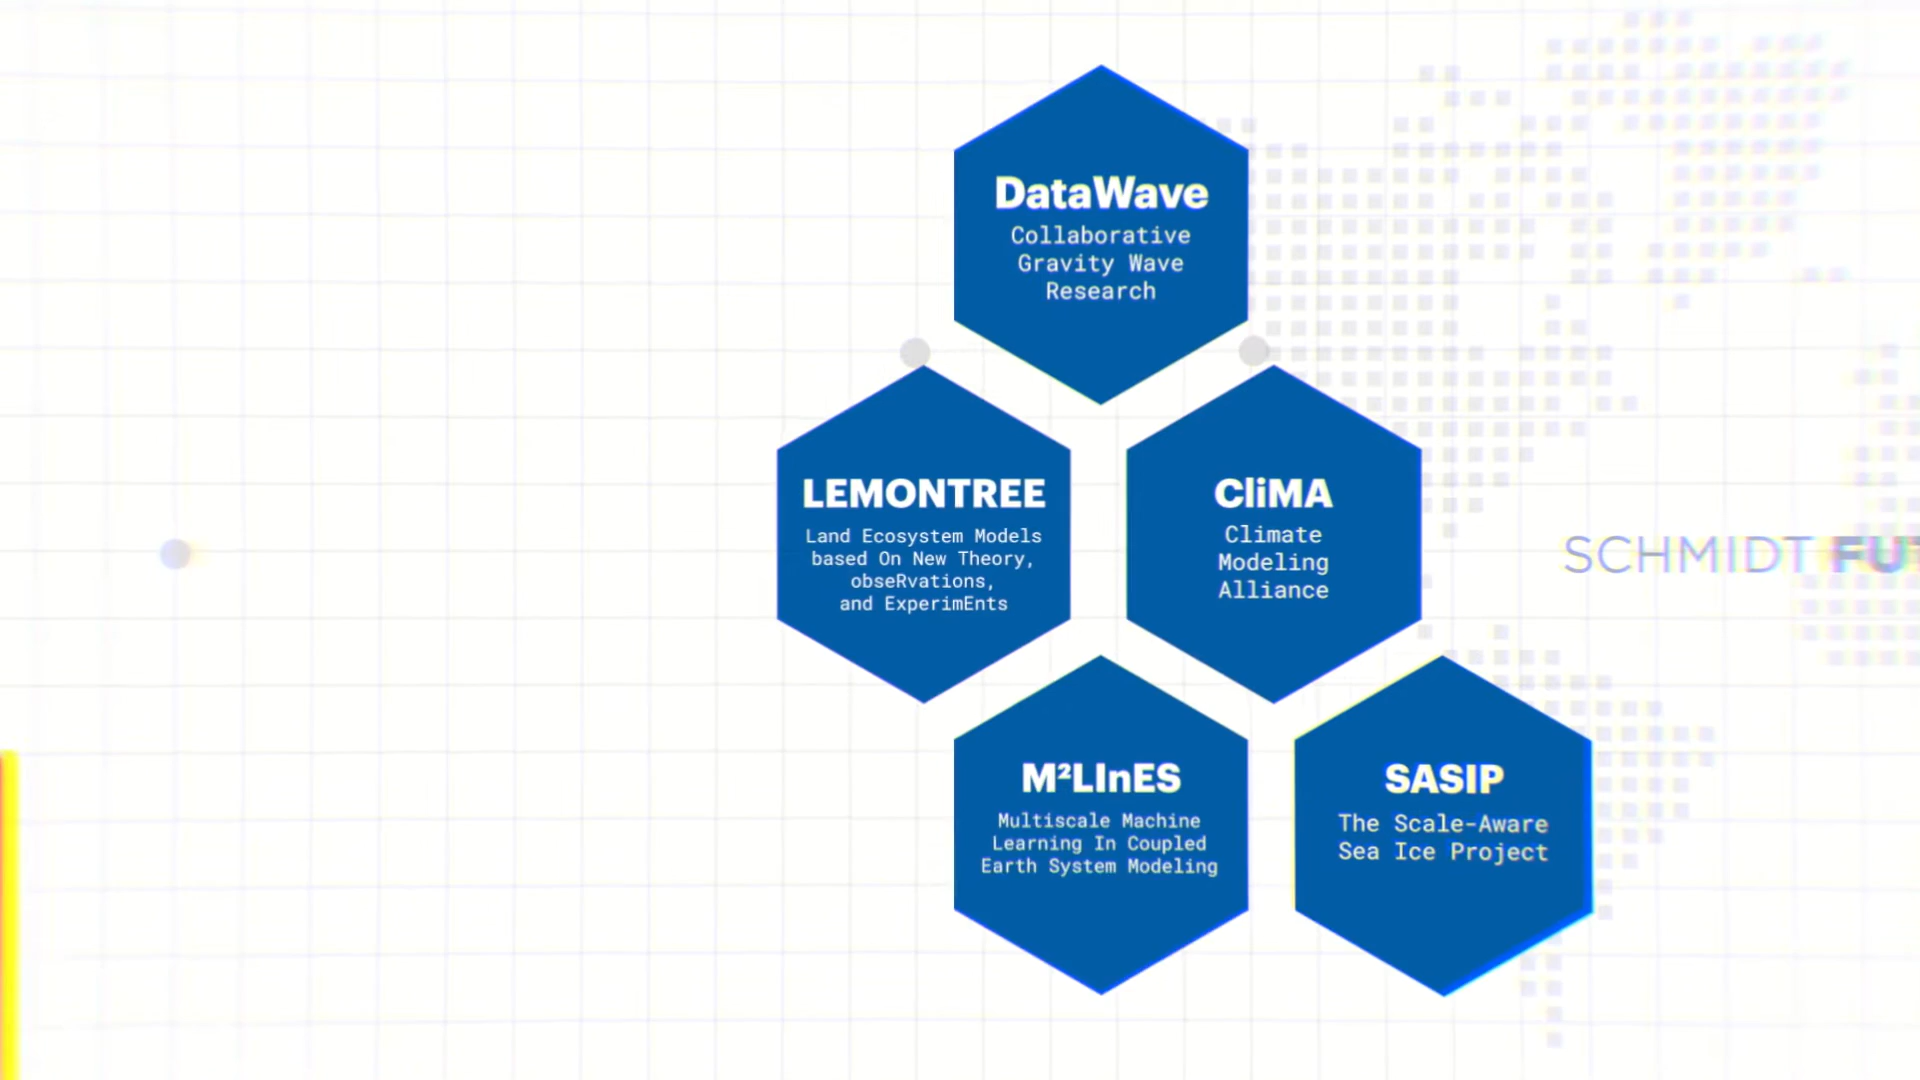 DataWave
Collaborative
Gravity Wave
Research
LEMONTREE
Land Ecosystem Models
based On New Theory,
obseRvations,
and ExperimEnts
CliMA
Climate
Modeling
Alliance
SCHMIDT
M²LInES
Multiscale Machine
Learning In Coupled
Earth System Modeling
SASIP
The Scale-Aware
Sea Ice Project